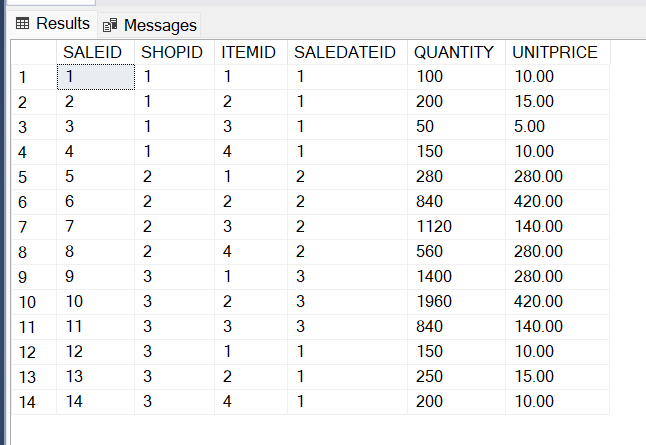 Results Messages
SALEID SHOPID ITEMID SALEDATEID QUANTITY UNITPRICE
1 1 1 1 1 100 10.00
2 2 1 2 1 200 15.00
3 3 1 3 1 50 5.00
4 4 1 4 1 150 10.00
5 5 2 1 2 280 280.00
6 6 2 2 2 840 420.00
7 7 2 3 2 1120 140.00
8 8 2 4 2 560 280.00
9 9 3 1 3 1400 280.00
10 10 3 2 3 1960 420.00
11 11 3 3 3 840 140.00
12 12 3 1 1 150 10.00
13 13 3 2 1 250 15.00
14 14 3 4 1 200 10.00